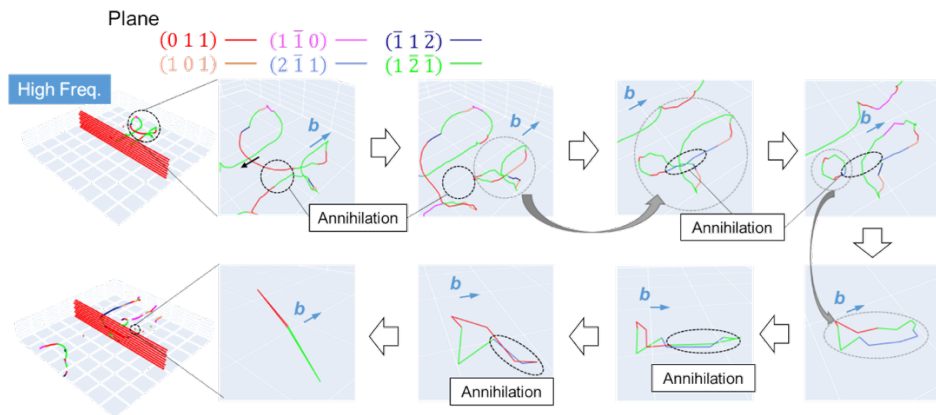 Plane
(0 1 1) (1 1̄ 0) (1̄ 1 2̄)
(1 0 1) (2 1̄ 1) (1 2̄ 1̄)
High Freq.
b
b
b
b
Annihilation
Annihilation
b
b
b
b
Annihilation
Annihilation